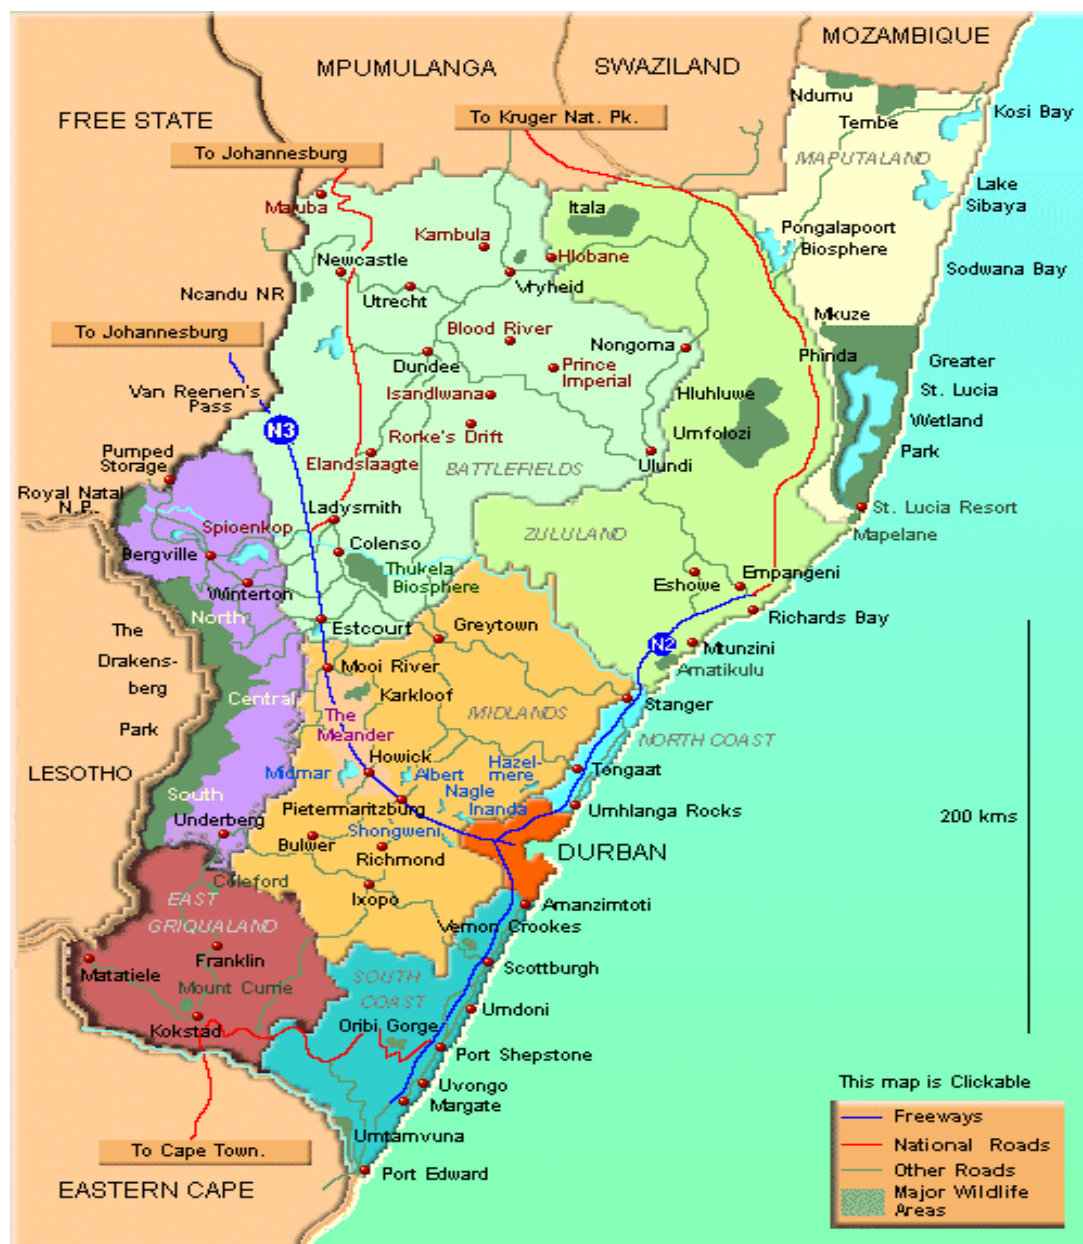 MOZAMBIQUE
MPUMULANGA
SWAZILAND
FREE STATE
To Kruger Nat. Pk.
To Johannesburg
Ndumu
Tembe
Kosi Bay
MAPUTALAND
Lake
Sibaya
Majuba
Itala
Pongalapoort
Biosphere
Kambula
Hlobane
Newcastle
Vryheid
Sodwana Bay
Ncandu NR
Utrecht
Mkuze
To Johannesburg
Blood River
Nongoma
Phinda
Dundee
Prince
Imperial
Greater
St. Lucia
Wetland
Park
Van Reenen's
Pass
Isandlwana
Hluhluwe
N3
Rorke's Drift
Umfolozi
Pumped
Storage
Elandslaagte
BATTLEFIELDS
Ulundi
Royal Natal
N.P.
Ladysmith
St. Lucia Resort
Spioenkop
ZULULAND
Mapelane
Bergville
Colenso
Thukela
Biosphere
Winterton
Eshowe
Empangeni
North
Estcourt
Greytown
Richards Bay
The
Drakens-
berg
Park
N2
Mtunzini
Mooi River
Amatikulu
Central
Karkloof
MIDLANDS
Stanger
The
Meander
NORTH COAST
LESOTHO
Howick
Hazel-
mere
Midmar
Albert
Tongaat
South
Nagle
Pietermaritzburg
Inanda
Umhlanga Rocks
200 kms
Underberg
Shongweni
Bulwer
Richmond
DURBAN
Coleford
Ixopo
EAST
GRIQUALAND
Amanzimtoti
Vernon Crookes
Franklin
Scottburgh
Matatiele
SOUTH
COAST
Mount Currie
Umdoni
Kokstad
Oribi Gorge
Port Shepstone
Uvongo
Margate
This map is Clickable
Freeways
Umtamvuna
National Roads
To Cape Town.
Other Roads
Port Edward
EASTERN CAPE
Major Wildlife
Areas